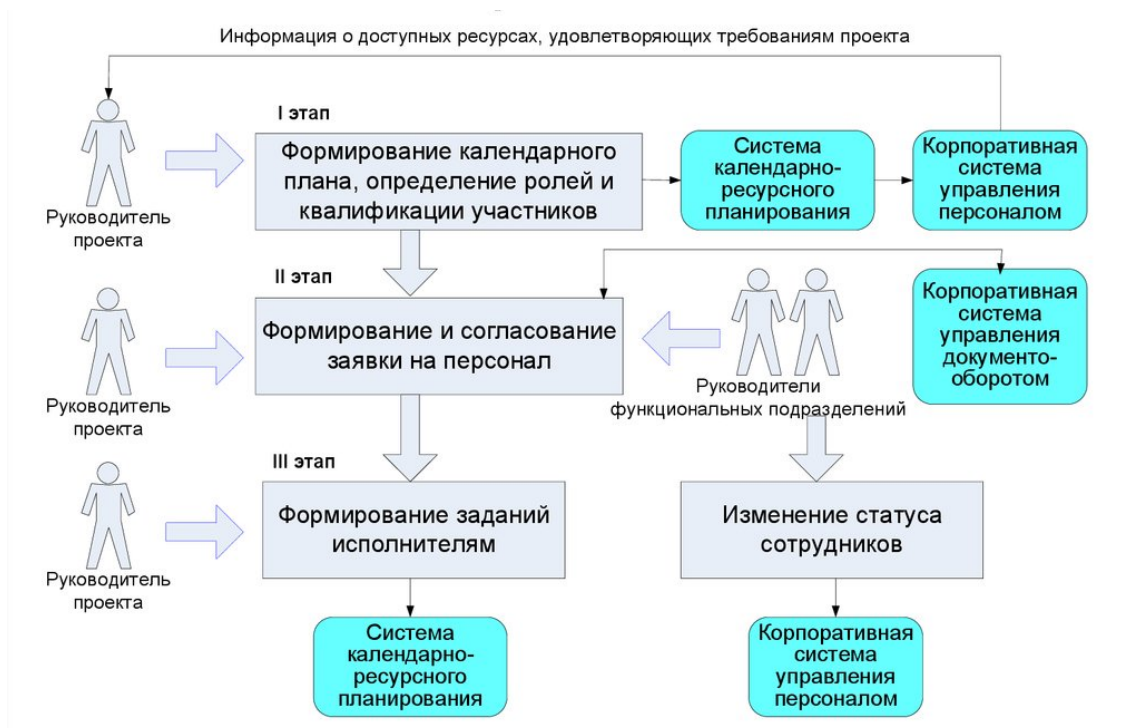 Информация о доступных ресурсах, удовлетворяющих требованиям проекта
I этап
Формирование календарного
плана, определение ролей и
квалификации участников
Система
календарно-
ресурсного
планирования
Корпоративная
система
управления
персоналом
Руководитель
проекта
II этап
Формирование и согласование
заявки на персонал
Руководители
функциональных подразделений
Корпоративная
система
управления
документо-
оборотом
Руководитель
проекта
III этап
Формирование заданий
исполнителям
Изменение статуса
сотрудников
Руководитель
проекта
Система
календарно-
ресурсного
планирования
Корпоративная
система
управления
персоналом